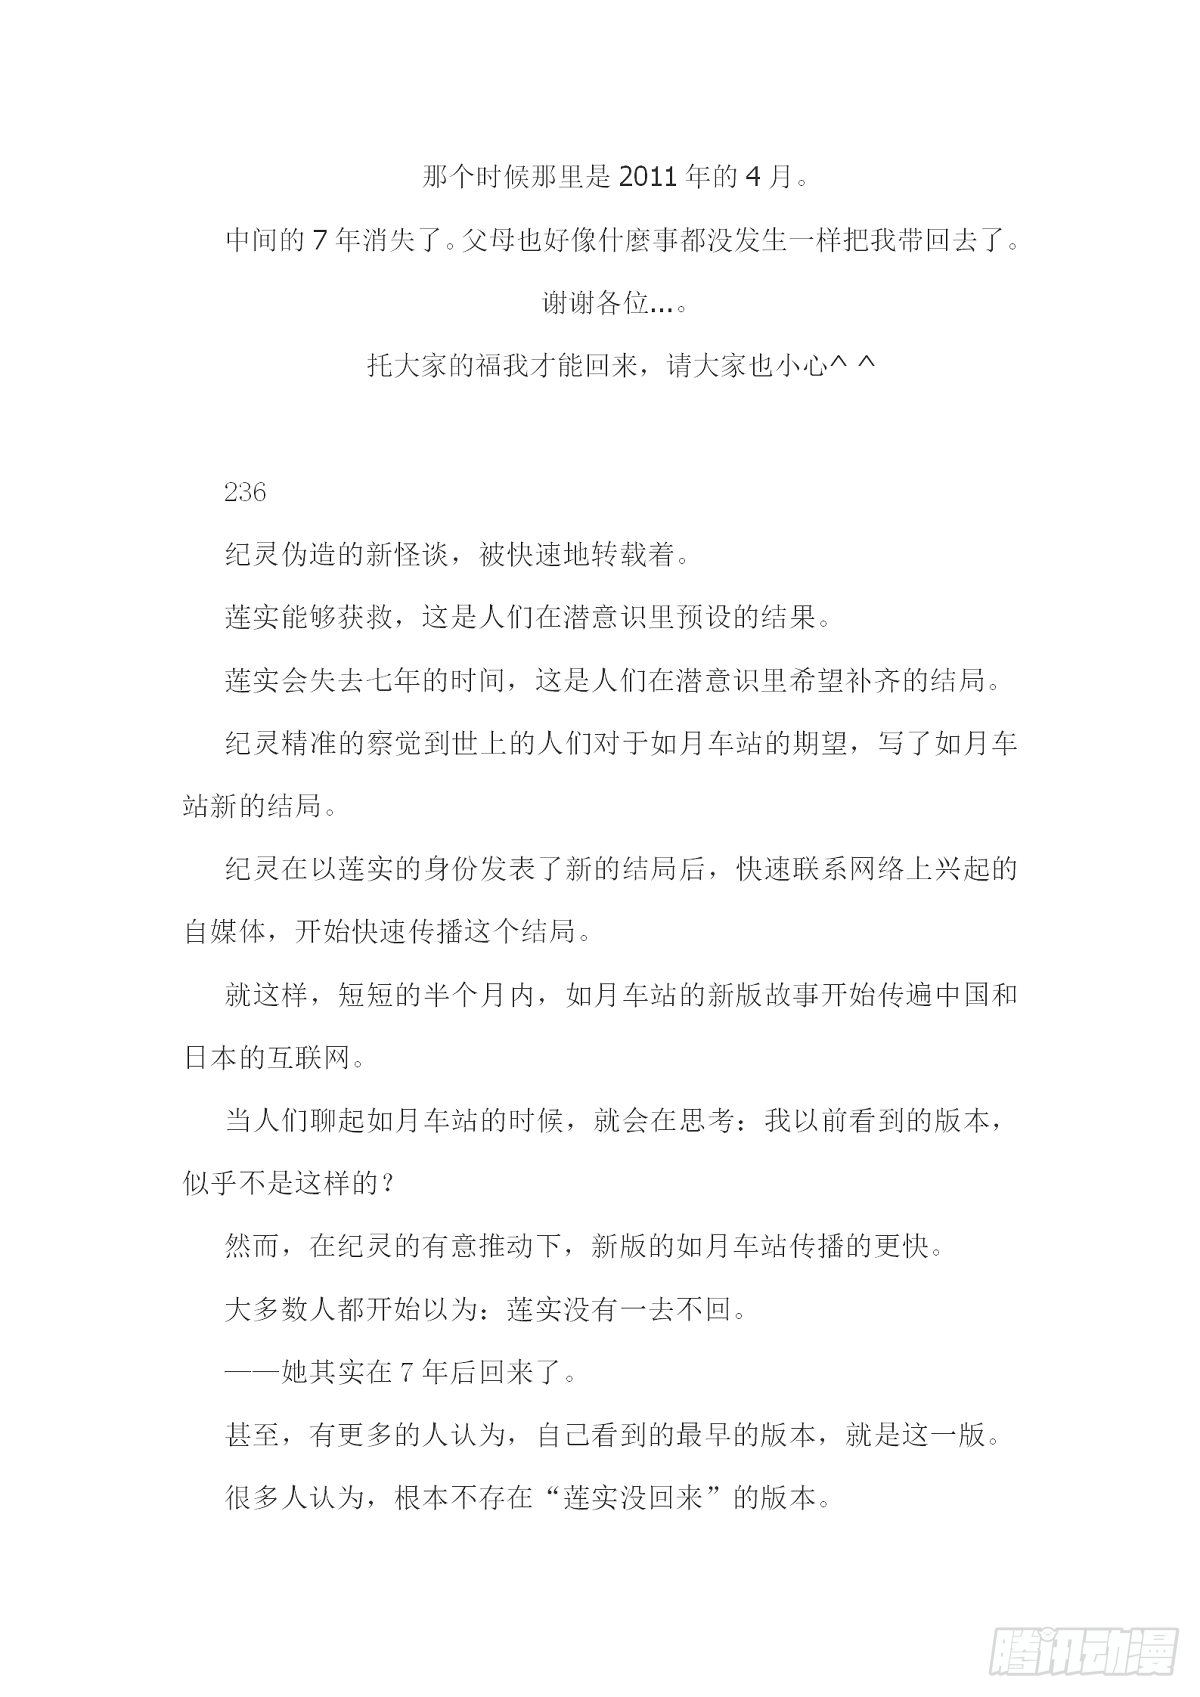 那个时候那里是 2011 年的 4 月。
中间的 7 年消失了。父母也好像什麼事都没发生一样把我带回去了。
谢谢各位...。
托大家的福我才能回来，请大家也小心^ ^
236
纪灵伪造的新怪谈，被快速地转载着。
莲实能够获救，这是人们在潜意识里预设的结果。
莲实会失去七年的时间，这是人们在潜意识里希望补齐的结局。
纪灵精准的察觉到世上的人们对于如月车站的期望，写了如月车
站新的结局。
纪灵在以莲实的身份发表了新的结局后，快速联系网络上兴起的
自媒体，开始快速传播这个结局。
就这样，短短的半个月内，如月车站的新版故事开始传遍中国和
日本的互联网。
当人们聊起如月车站的时候，就会在思考：我以前看到的版本，
似乎不是这样的？
然而，在纪灵的有意推动下，新版的如月车站传播的更快。
大多数人都开始以为：莲实没有一去不回。
——她其实在 7 年后回来了。
甚至，有更多的人认为，自己看到的最早的版本，就是这一版。
很多人认为，根本不存在“莲实没回来”的版本。
腾讯动漫